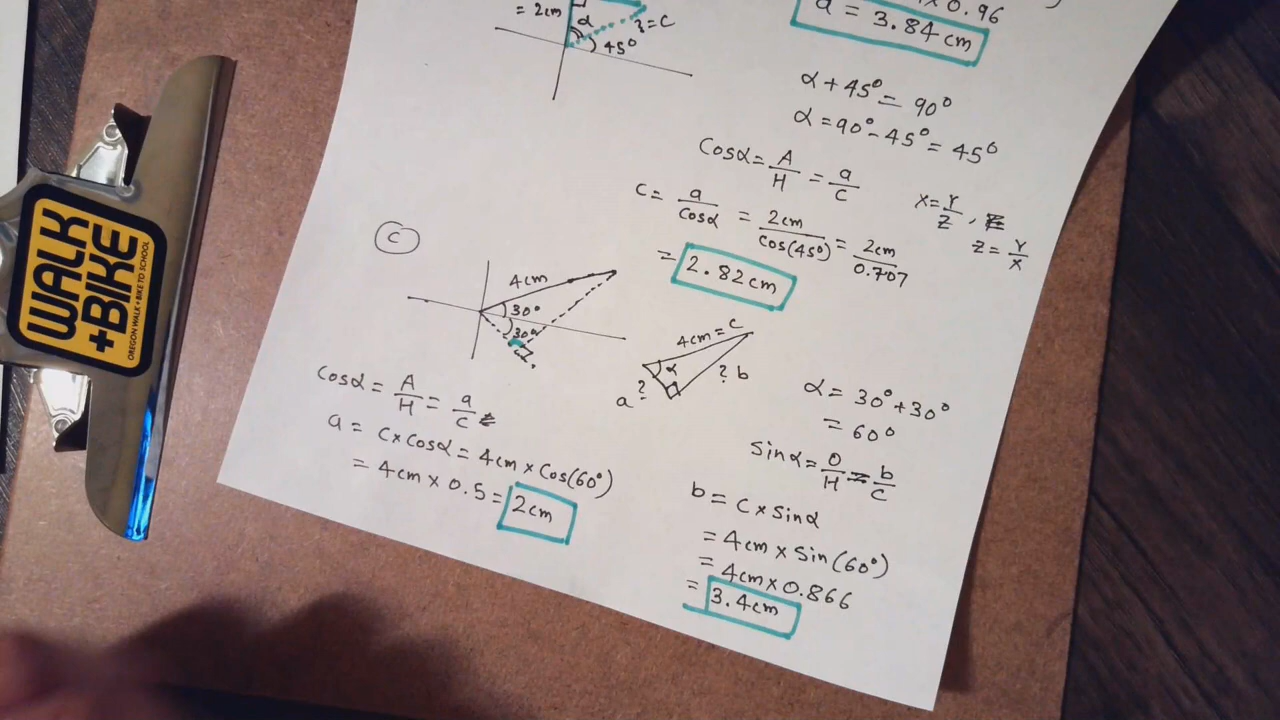 = 2cm
α
? = C
45°
x 0.96
a = 3.84 cm
α + 45° = 90°
α = 90° - 45° = 45°
Cosα = A/H = a/c
C = a/Cosα = 2cm/Cos(45°) = 2cm/0.707
= 2.82 cm
X = Y/Z ,
Z = Y/X
C
4cm
30°
30°
4cm = C
α
? b
?
a
Cosα = A/H = a/c
a = C x Cosα = 4cm x Cos(60°)
= 4cm x 0.5 = 2cm
α = 30° + 30°
= 60°
Sinα = O/H = b/c
b = C x Sinα
= 4cm x Sin(60°)
= 4cm x 0.866
= 3.4cm
WALK
+BIKE
OREGON WALK + BIKE TO SCHOOL